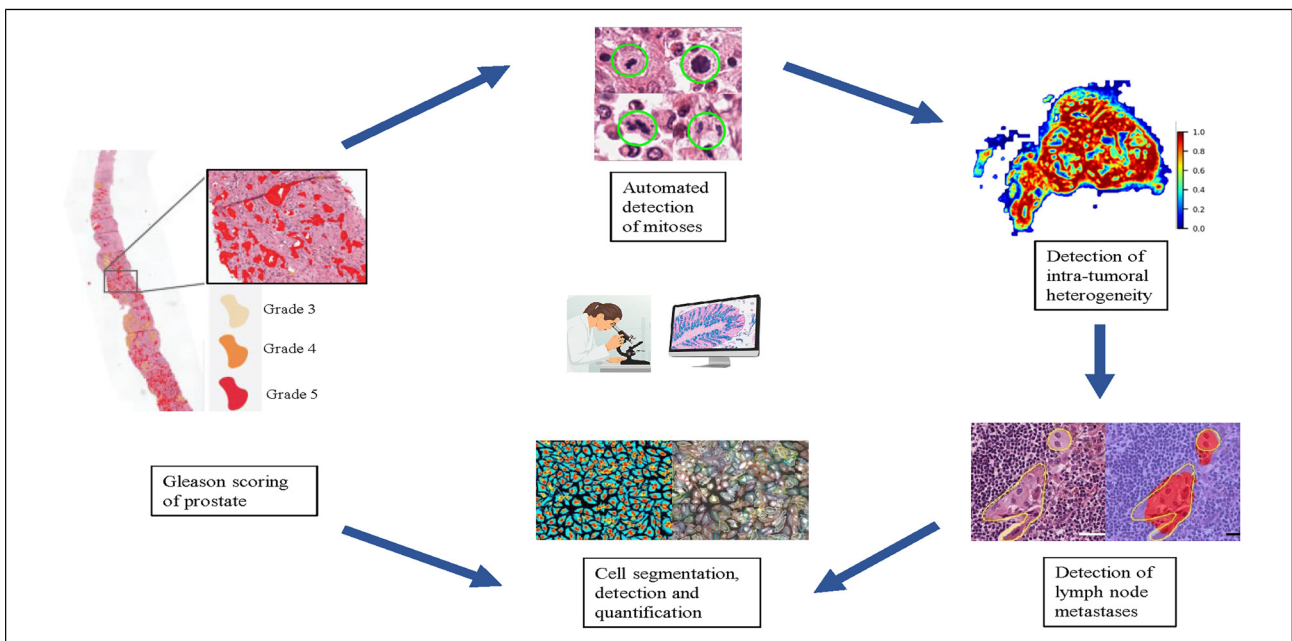 Automated
detection
of mitoses
1.0
0.8
0.6
0.4
0.2
0.0
Detection of
intra-tumoral
heterogeneity
Grade 3
Grade 4
Grade 5
Gleason scoring
of prostate
Cell segmentation,
detection and
quantification
Detection of
lymph node
metastases